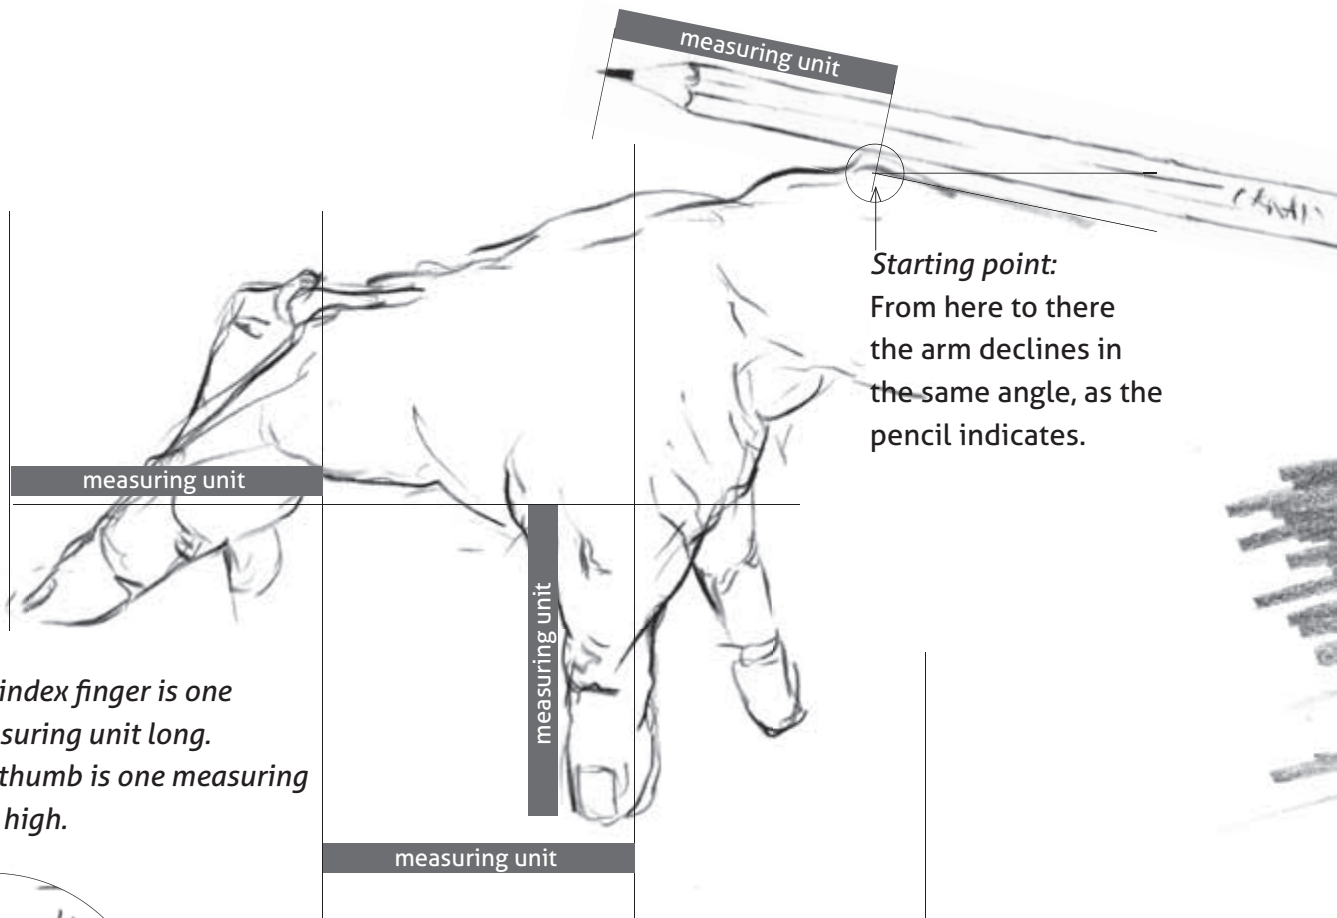 measuring unit
Starting point:
From here to there
the arm declines in
the same angle, as the
pencil indicates.
measuring unit
measuring unit
index finger is one
suring unit long.
thumb is one measuring
high.
measuring unit